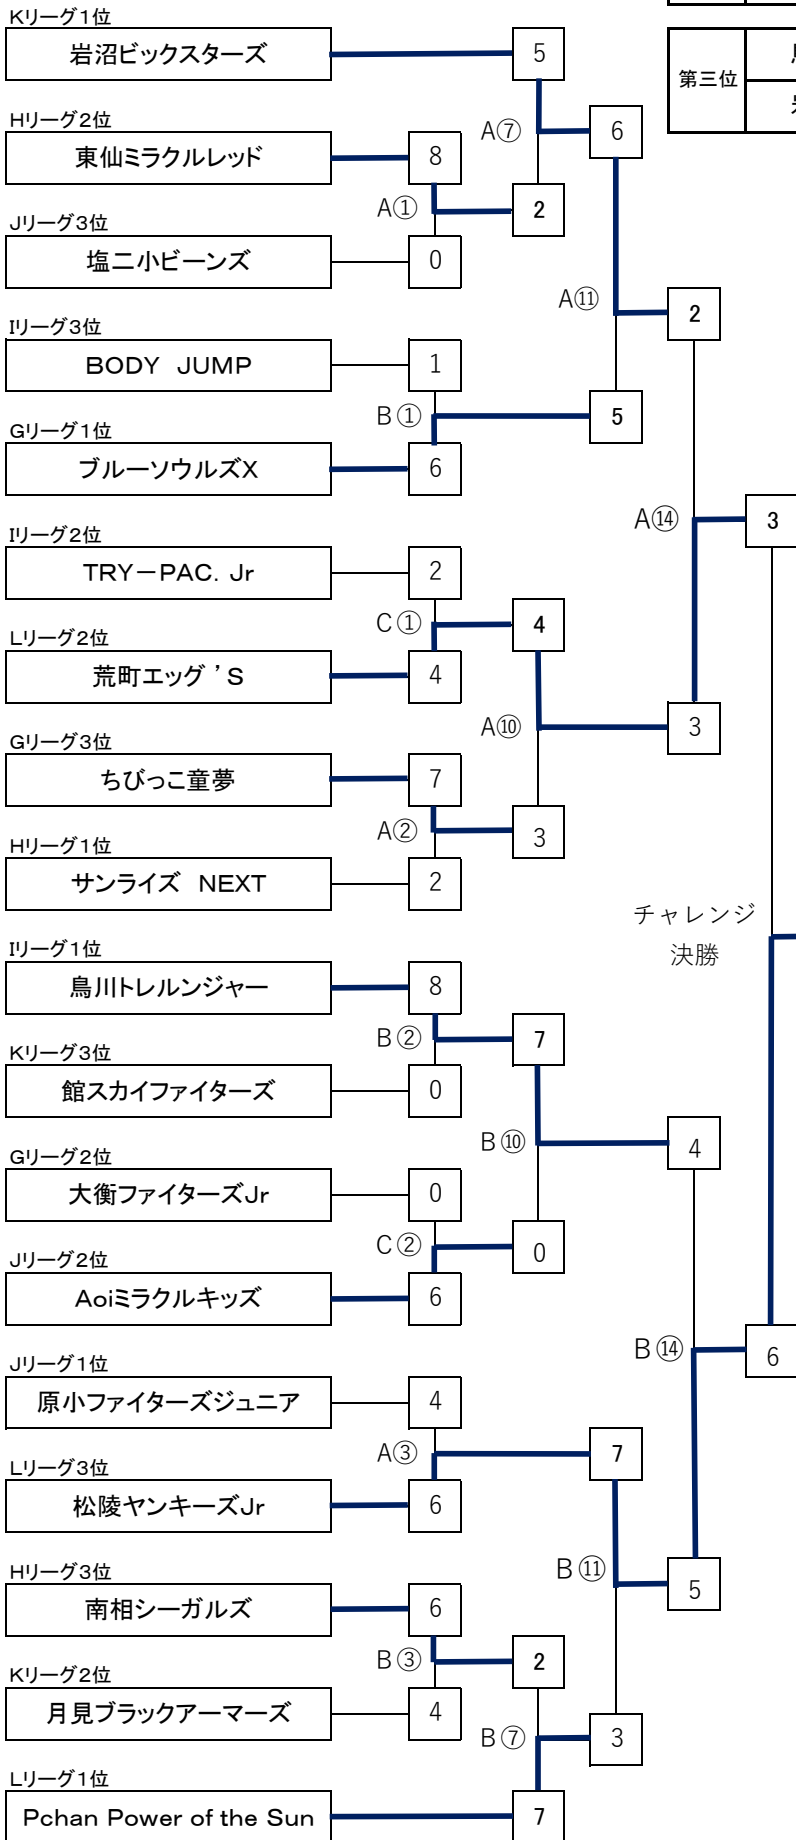 Kリーグ1位
岩沼ビックスターズ
5
第三位
Hリーグ2位
A⑦
6
東仙ミラクルレッド
8
A①
2
Jリーグ3位
塩二小ビーンズ
0
A⑪
2
Iリーグ3位
BODY JUMP
1
B①
5
Gリーグ1位
ブルーソウルズX
6
A⑭
3
Iリーグ2位
TRY－PAC. Jr
2
C①
4
Lリーグ2位
荒町エッグ 'S
4
A⑩
3
Gリーグ3位
ちびっこ童夢
7
A②
3
Hリーグ1位
サンライズ NEXT
2
チャレンジ
決勝
Iリーグ1位
鳥川トレルンジャー
8
B②
7
Kリーグ3位
館スカイファイターズ
0
B⑩
4
Gリーグ2位
大衡ファイターズJr
0
C②
0
Jリーグ2位
Aoiミラクルキッズ
6
B⑭
6
Jリーグ1位
原小ファイターズジュニア
4
A③
7
Lリーグ3位
松陵ヤンキーズJr
6
B⑪
5
Hリーグ3位
南相シーガルズ
6
B③
2
Kリーグ2位
月見ブラックアーマーズ
4
B⑦
3
Lリーグ1位
Pchan Power of the Sun
7